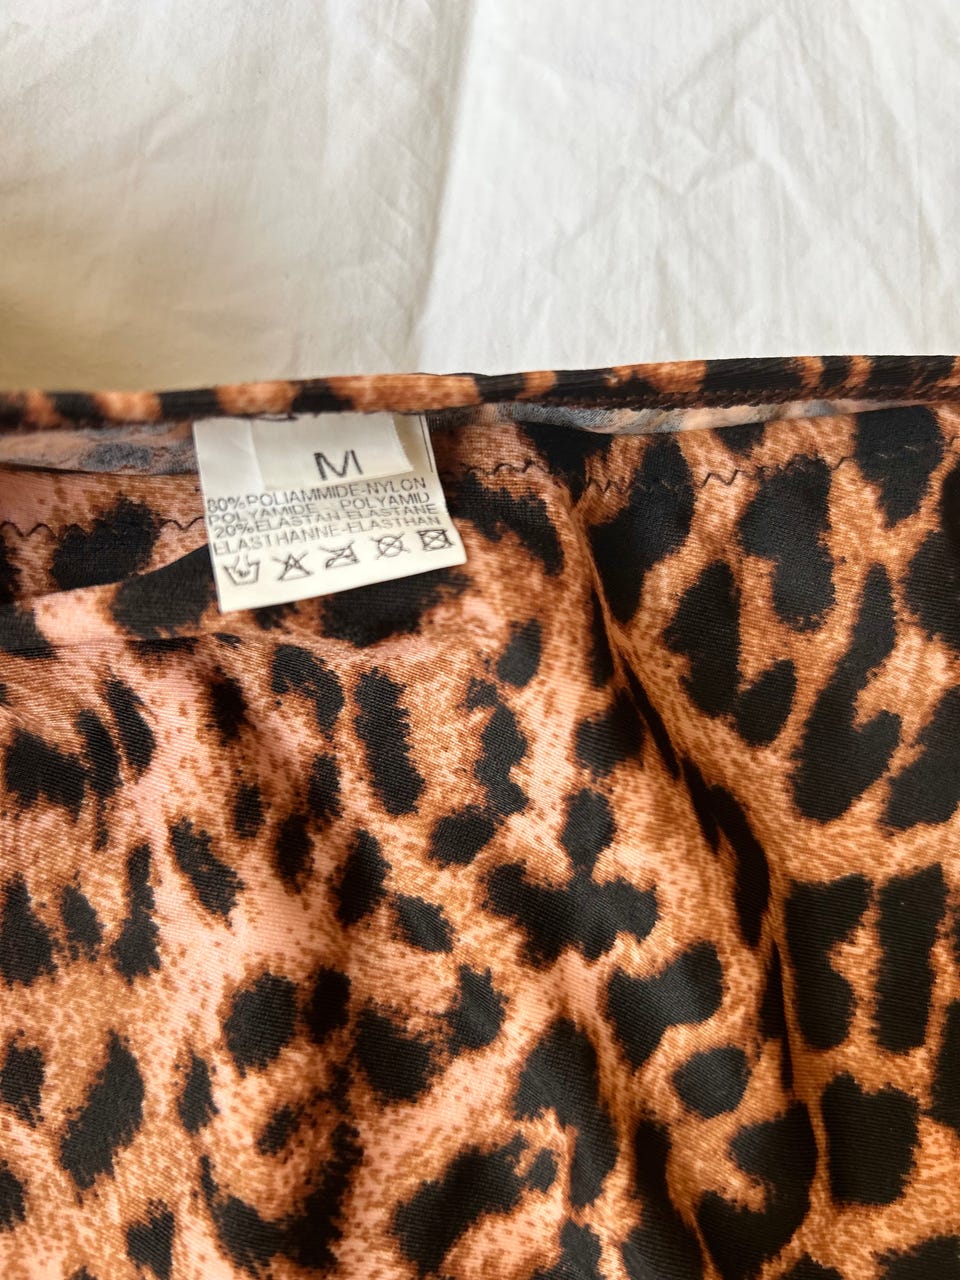 M
80%POLIAMMIDE-NYLON
POLYAMIDE POLYAMID
20%ELASTAN-ELASTANE
ELASTHANNE-ELASTHAN